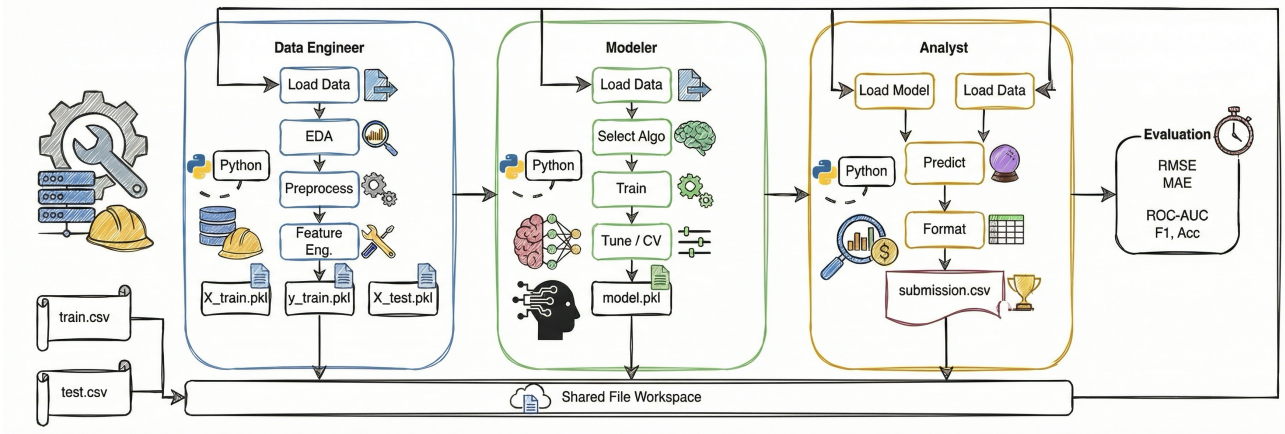 Data Engineer
Load Data
EDA
Python
Preprocess
Feature
Eng.
X_train.pkl
y_train.pkl
X_test.pkl
Modeler
Load Data
Select Algo
Python
Train
Tune / CV
model.pkl
Analyst
Load Model
Load Data
Python
Predict
Format
$
submission.csv
Evaluation
RMSE
MAE
ROC-AUC
F1, Acc
train.csv
test.csv
Shared File Workspace